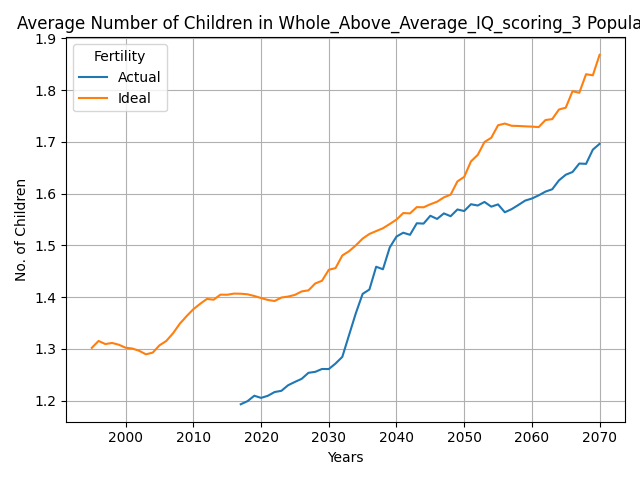 Average Number of Children in Whole_Above_Average_IQ_scoring_3 Popula
1.9
1.8
1.7
1.6
1.5
1.4
1.3
1.2
No. of Children
Fertility
Actual
Ideal
2000 2010 2020 2030 2040 2050 2060 2070
Years